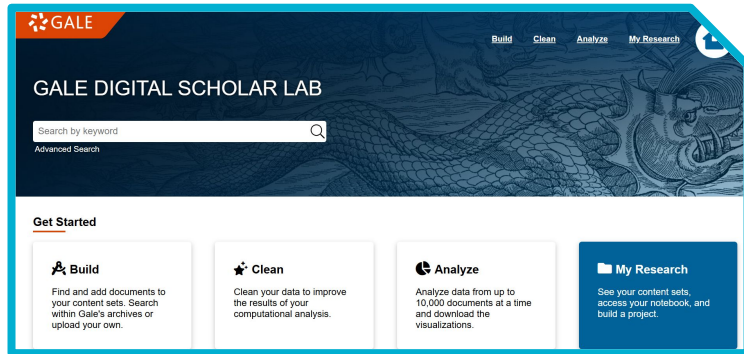 GALE
Build Clean Analyze My Research
GALE DIGITAL SCHOLAR LAB
Search by keyword
Advanced Search
Get Started
Build
Find and add documents to
your content sets. Search
within Gale's archives or
upload your own.
Clean
Clean your data to improve
the results of your
computational analysis.
Analyze
Analyze data from up to
10,000 documents at a time
and download the
visualizations.
My Research
See your content sets,
access your notebook, and
build a project.